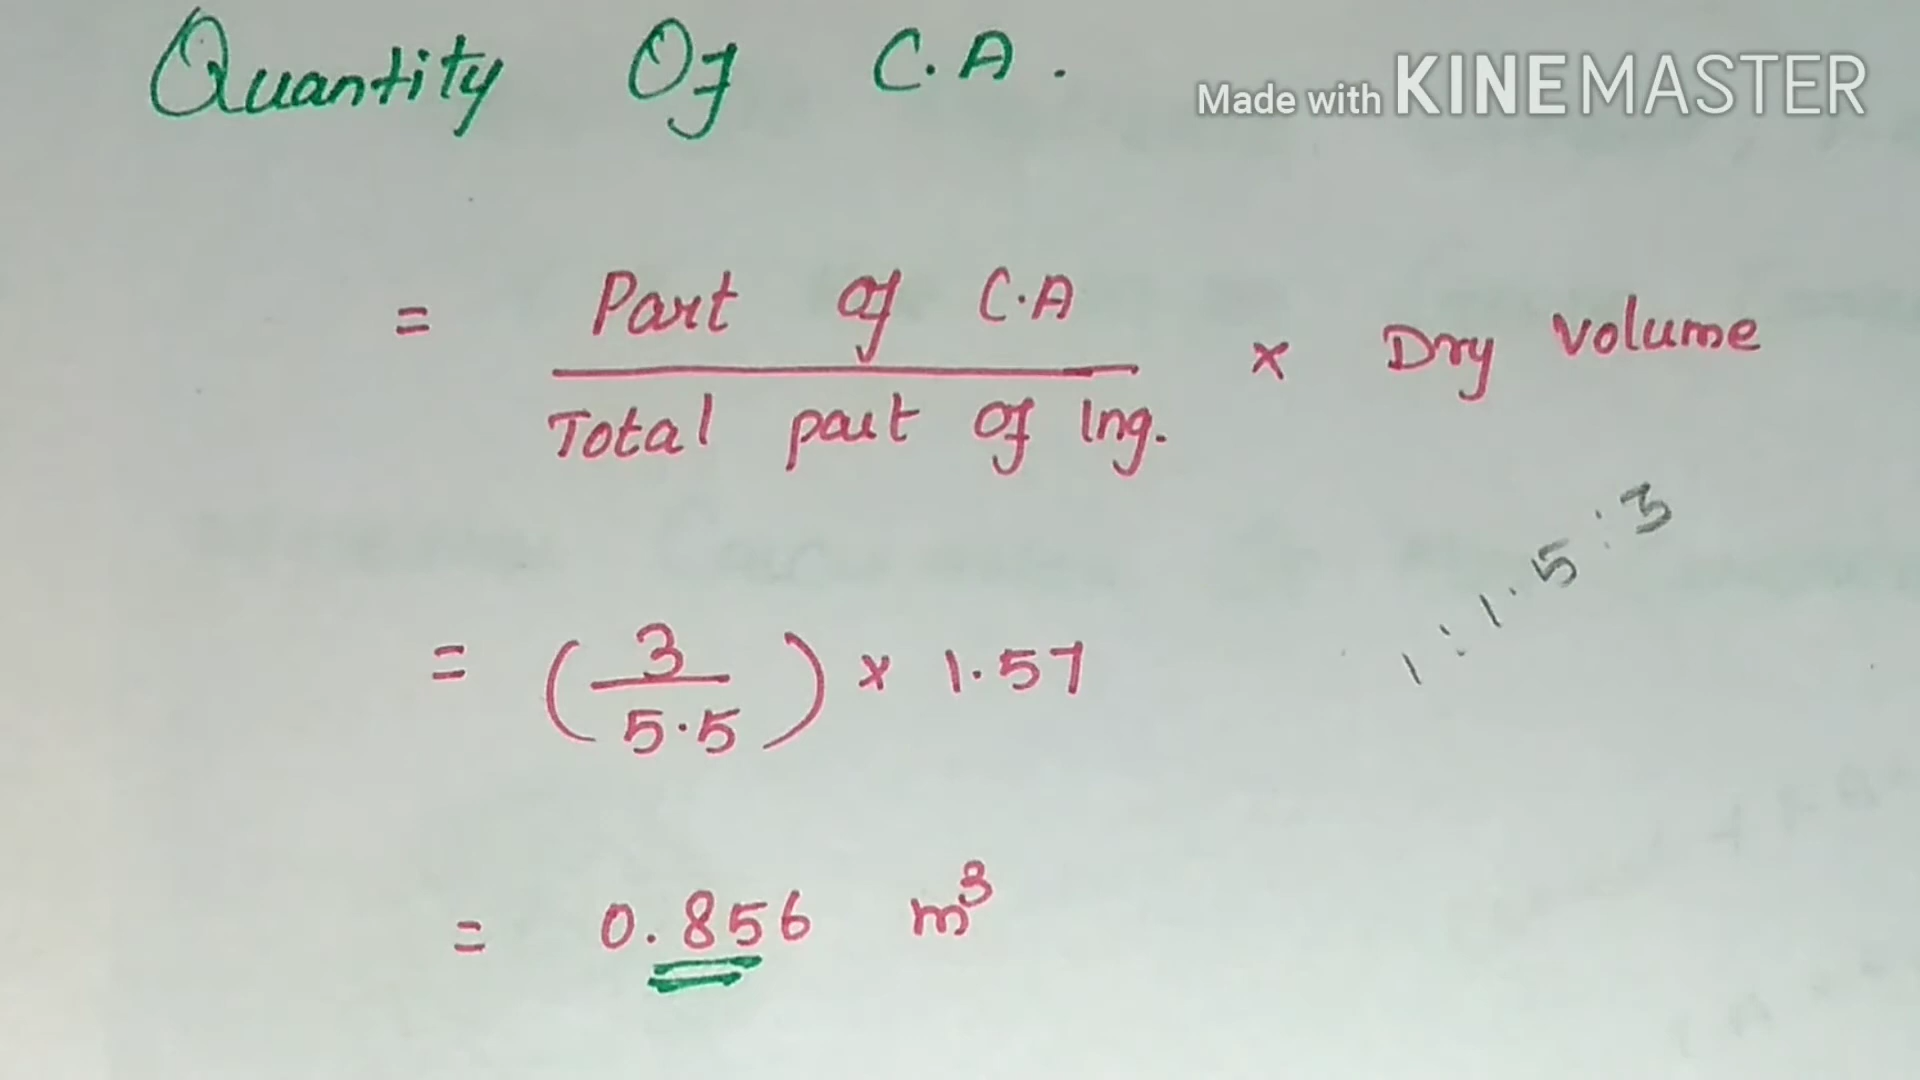 Quantity Of C.A.
Made with KINEMASTER
= Part of C.A / Total part of Ing. × Dry Volume
1:1.5:3
= (3/5.5) × 1.57
= 0.856 m³